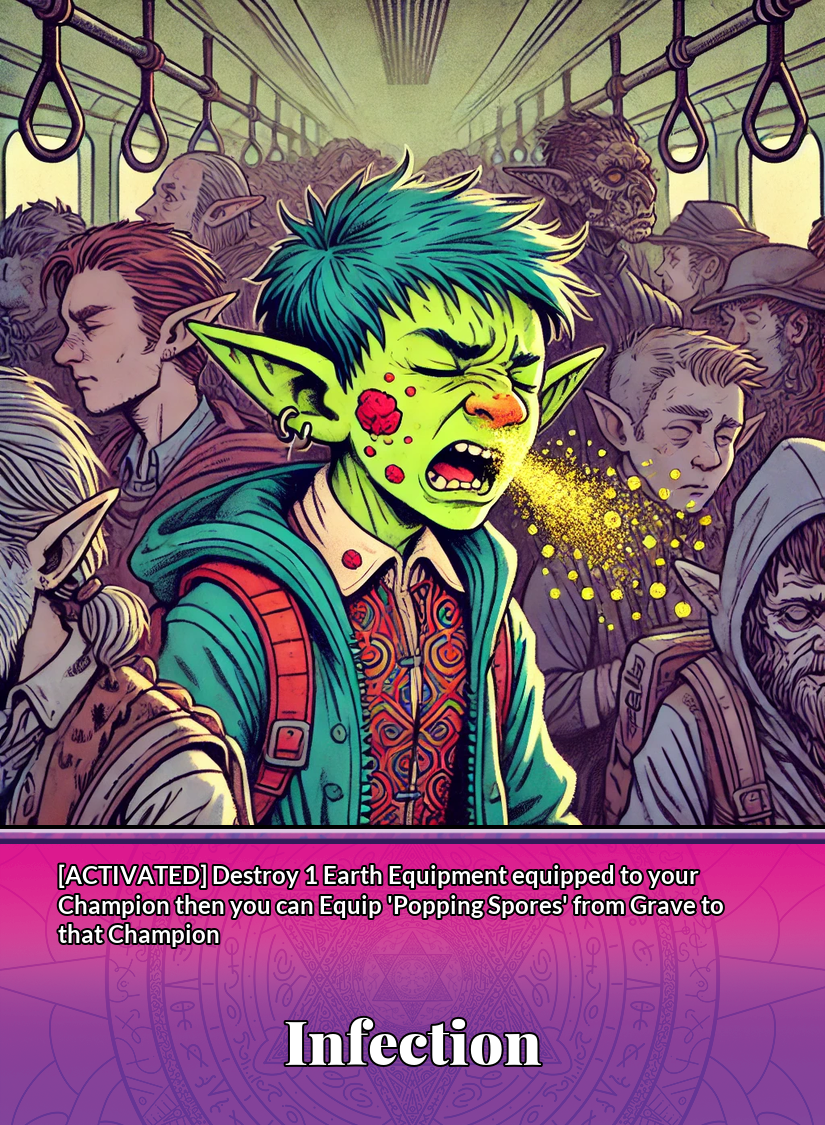 [ACTIVATED] Destroy 1 Earth Equipment equipped to your
Champion then you can Equip 'Popping Spores' from Grave to
that Champion
Infection